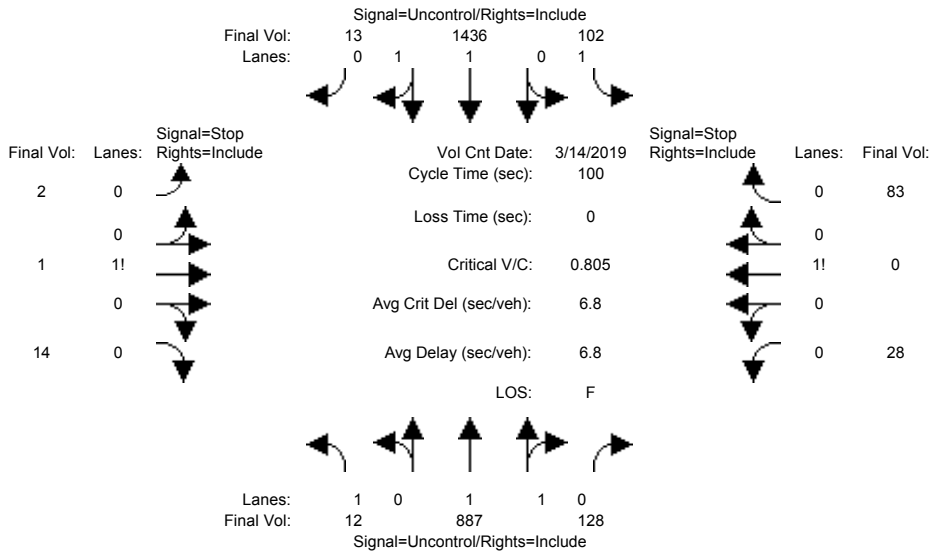 Signal=Uncontrol/Rights=Include
Final Vol: 13 1436 102
Lanes: 0 1 1 0 1
Signal=Stop Signal=Stop
Final Vol: Lanes: Rights=Include Vol Cnt Date: 3/14/2019 Rights=Include Lanes: Final Vol:
Cycle Time (sec): 100
2 0 0 83
Loss Time (sec): 0
0 0
1 1! Critical V/C: 0.805 1! 0
0 Avg Crit Del (sec/veh): 6.8 0
14 0 Avg Delay (sec/veh): 6.8 0 28
LOS: F
Lanes: 1 0 1 1 0
Final Vol: 12 887 128
Signal=Uncontrol/Rights=Include